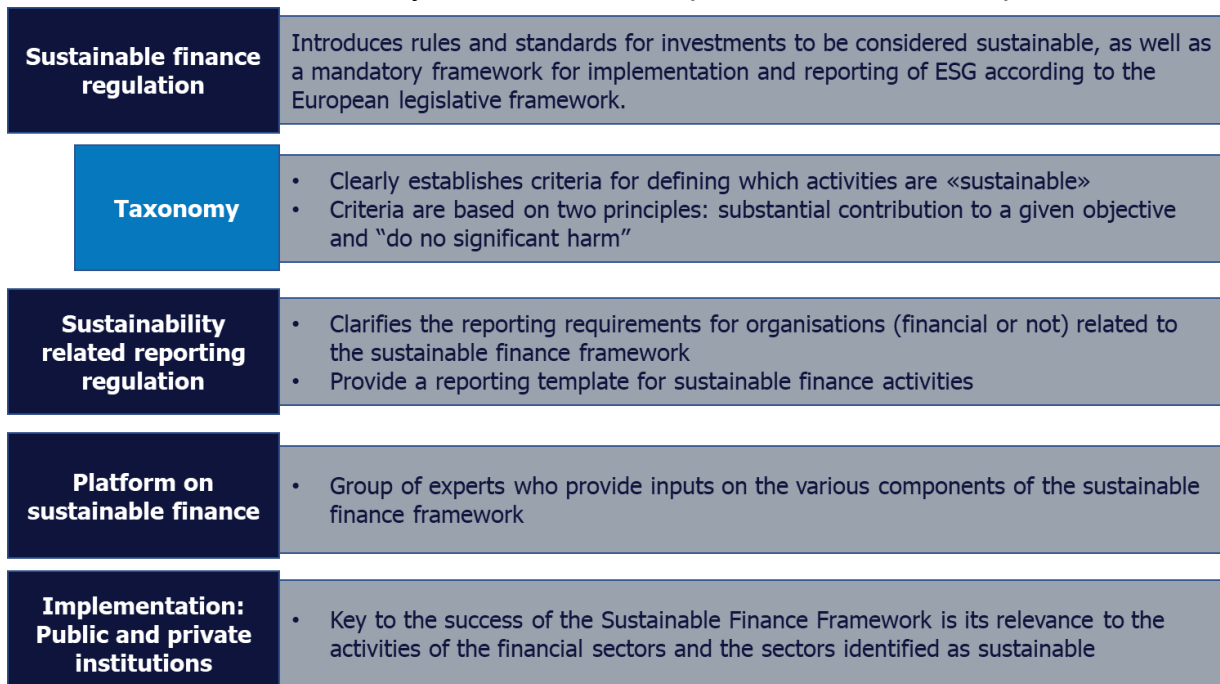 Sustainable finance
regulation
Introduces rules and standards for investments to be considered sustainable, as well as
a mandatory framework for implementation and reporting of ESG according to the
European legislative framework.
Taxonomy
• Clearly establishes criteria for defining which activities are «sustainable»
• Criteria are based on two principles: substantial contribution to a given objective
and “do no significant harm”
Sustainability
related reporting
regulation
• Clarifies the reporting requirements for organisations (financial or not) related to
the sustainable finance framework
• Provide a reporting template for sustainable finance activities
Platform on
sustainable finance
• Group of experts who provide inputs on the various components of the sustainable
finance framework
Implementation:
Public and private
institutions
• Key to the success of the Sustainable Finance Framework is its relevance to the
activities of the financial sectors and the sectors identified as sustainable